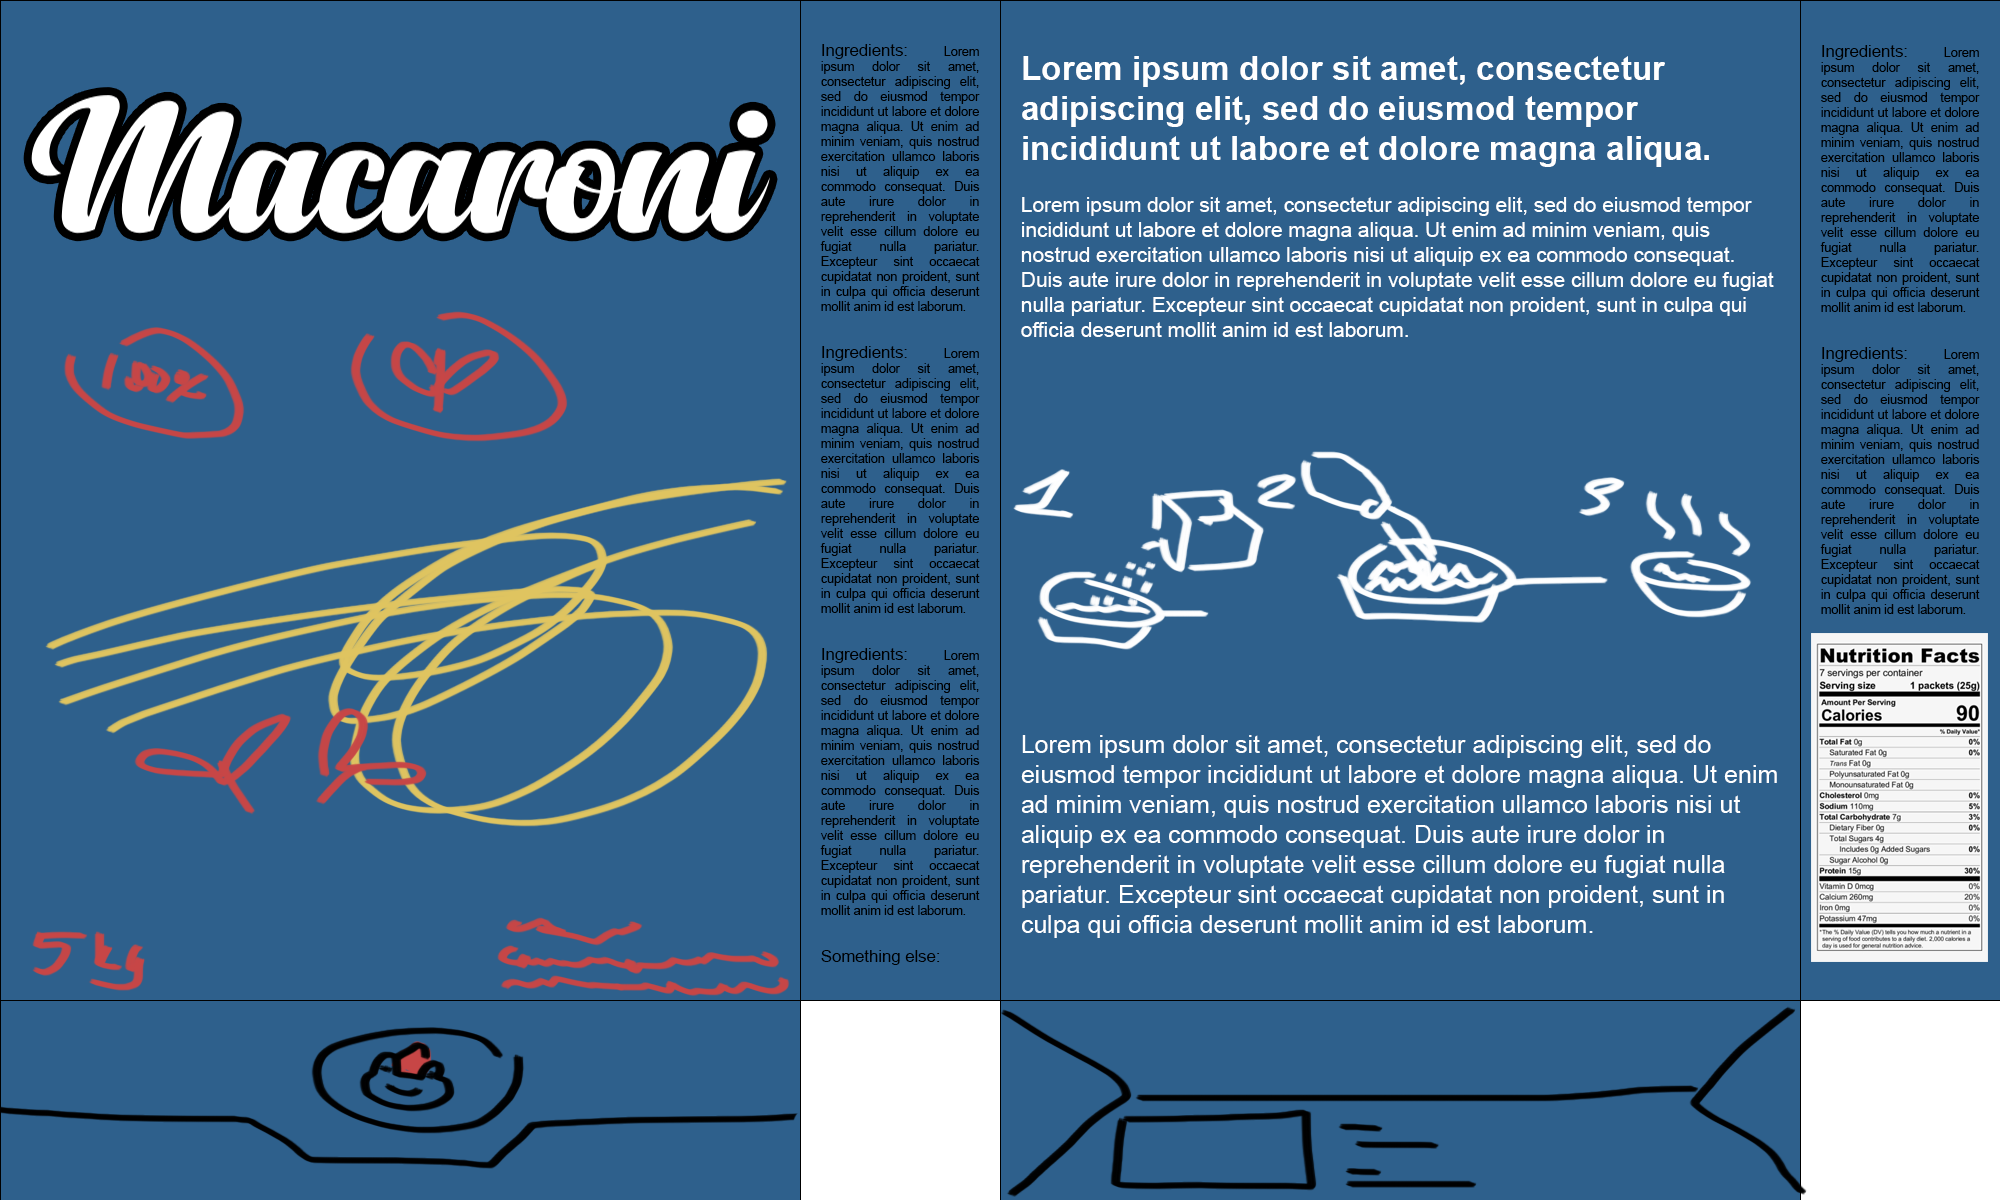 Macaroni
100%
5kg
Ingredients: Lorem
ipsum dolor sit amet,
consectetur adipiscing elit,
sed do eiusmod tempor
incididunt ut labore et dolore
magna aliqua. Ut enim ad
minim veniam, quis nostrud
exercitation ullamco laboris
nisi ut aliquip ex ea
commodo consequat. Duis
aute irure dolor in
reprehenderit in voluptate
velit esse cillum dolore eu
fugiat nulla pariatur.
Excepteur sint occaecat
cupidatat non proident, sunt
in culpa qui officia deserunt
mollit anim id est laborum.
Ingredients: Lorem
ipsum dolor sit amet,
consectetur adipiscing elit,
sed do eiusmod tempor
incididunt ut labore et dolore
magna aliqua. Ut enim ad
minim veniam, quis nostrud
exercitation ullamco laboris
nisi ut aliquip ex ea
commodo consequat. Duis
aute irure dolor in
reprehenderit in voluptate
velit esse cillum dolore eu
fugiat nulla pariatur.
Excepteur sint occaecat
cupidatat non proident, sunt
in culpa qui officia deserunt
mollit anim id est laborum.
Ingredients: Lorem
ipsum dolor sit amet,
consectetur adipiscing elit,
sed do eiusmod tempor
incididunt ut labore et dolore
magna aliqua. Ut enim ad
minim veniam, quis nostrud
exercitation ullamco laboris
nisi ut aliquip ex ea
commodo consequat. Duis
aute irure dolor in
reprehenderit in voluptate
velit esse cillum dolore eu
fugiat nulla pariatur.
Excepteur sint occaecat
cupidatat non proident, sunt
in culpa qui officia deserunt
mollit anim id est laborum.
Something else:
Lorem ipsum dolor sit amet, consectetur
adipiscing elit, sed do eiusmod tempor
incididunt ut labore et dolore magna aliqua.
Lorem ipsum dolor sit amet, consectetur adipiscing elit, sed do eiusmod tempor
incididunt ut labore et dolore magna aliqua. Ut enim ad minim veniam, quis
nostrud exercitation ullamco laboris nisi ut aliquip ex ea commodo consequat.
Duis aute irure dolor in reprehenderit in voluptate velit esse cillum dolore eu fugiat
nulla pariatur. Excepteur sint occaecat cupidatat non proident, sunt in culpa qui
officia deserunt mollit anim id est laborum.
1 2 3
Lorem ipsum dolor sit amet, consectetur adipiscing elit, sed do
eiusmod tempor incididunt ut labore et dolore magna aliqua. Ut enim
ad minim veniam, quis nostrud exercitation ullamco laboris nisi ut
aliquip ex ea commodo consequat. Duis aute irure dolor in
reprehenderit in voluptate velit esse cillum dolore eu fugiat nulla
pariatur. Excepteur sint occaecat cupidatat non proident, sunt in
culpa qui officia deserunt mollit anim id est laborum.
Ingredients: Lorem
ipsum dolor sit amet,
consectetur adipiscing elit,
sed do eiusmod tempor
incididunt ut labore et dolore
magna aliqua. Ut enim ad
minim veniam, quis nostrud
exercitation ullamco laboris
nisi ut aliquip ex ea
commodo consequat. Duis
aute irure dolor in
reprehenderit in voluptate
velit esse cillum dolore eu
fugiat nulla pariatur.
Excepteur sint occaecat
cupidatat non proident, sunt
in culpa qui officia deserunt
mollit anim id est laborum.
Ingredients: Lorem
ipsum dolor sit amet,
consectetur adipiscing elit,
sed do eiusmod tempor
incididunt ut labore et dolore
magna aliqua. Ut enim ad
minim veniam, quis nostrud
exercitation ullamco laboris
nisi ut aliquip ex ea
commodo consequat. Duis
aute irure dolor in
reprehenderit in voluptate
velit esse cillum dolore eu
fugiat nulla pariatur.
Excepteur sint occaecat
cupidatat non proident, sunt
in culpa qui officia deserunt
mollit anim id est laborum.
Nutrition Facts
7 servings per container
Serving size 1 packets (25g)
Amount Per Serving
Calories 90
% Daily Value*
Total Fat 0g 0%
Saturated Fat 0g 0%
Trans Fat 0g
Polyunsaturated Fat 0g
Monounsaturated Fat 0g
Cholesterol 0mg 0%
Sodium 110mg 5%
Total Carbohydrate 7g 3%
Dietary Fiber 0g 0%
Total Sugars 4g
Includes 0g Added Sugars 0%
Sugar Alcohol 0g
Protein 15g 30%
Vitamin D 0mcg 0%
Calcium 260mg 20%
Iron 0mg 0%
Potassium 47mg 0%
*The % Daily Value (DV) tells you how much a nutrient in a
serving of food contributes to a daily diet. 2,000 calories a
day is used for general nutrition advice.